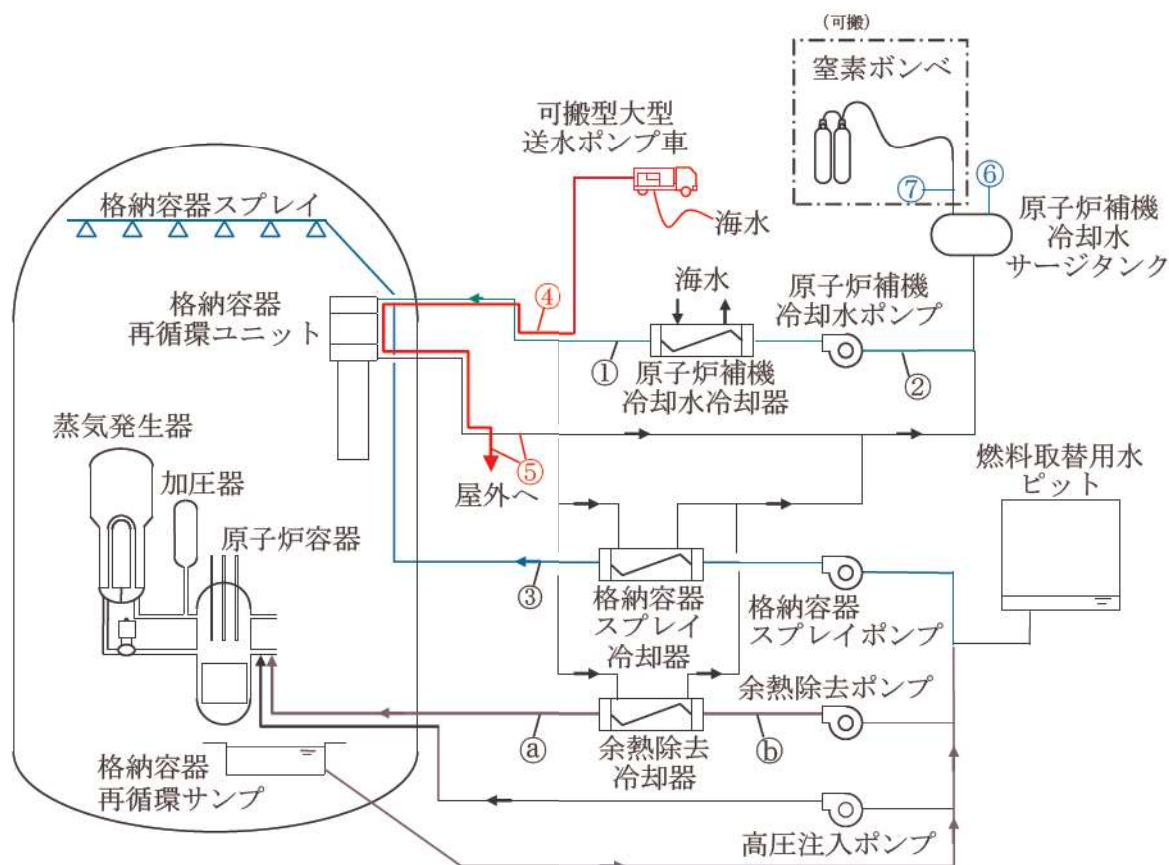 (可搬)
窒素ボンベ
可搬型大型
送水ポンプ車
海水
⑦
⑥
原子炉補機
冷却水
サージタンク
格納容器スプレイ
格納容器
再循環ユニット
④
海水
原子炉補機
冷却水ポンプ
①
原子炉補機
冷却水冷却器
②
蒸気発生器
加圧器
原子炉容器
⑤
屋外へ
燃料取替用水
ピット
③
格納容器
スプレイ
冷却器
格納容器
スプレイポンプ
余熱除去ポンプ
ⓐ
ⓑ
余熱除去
冷却器
格納容器
再循環サンプ
高圧注入ポンプ